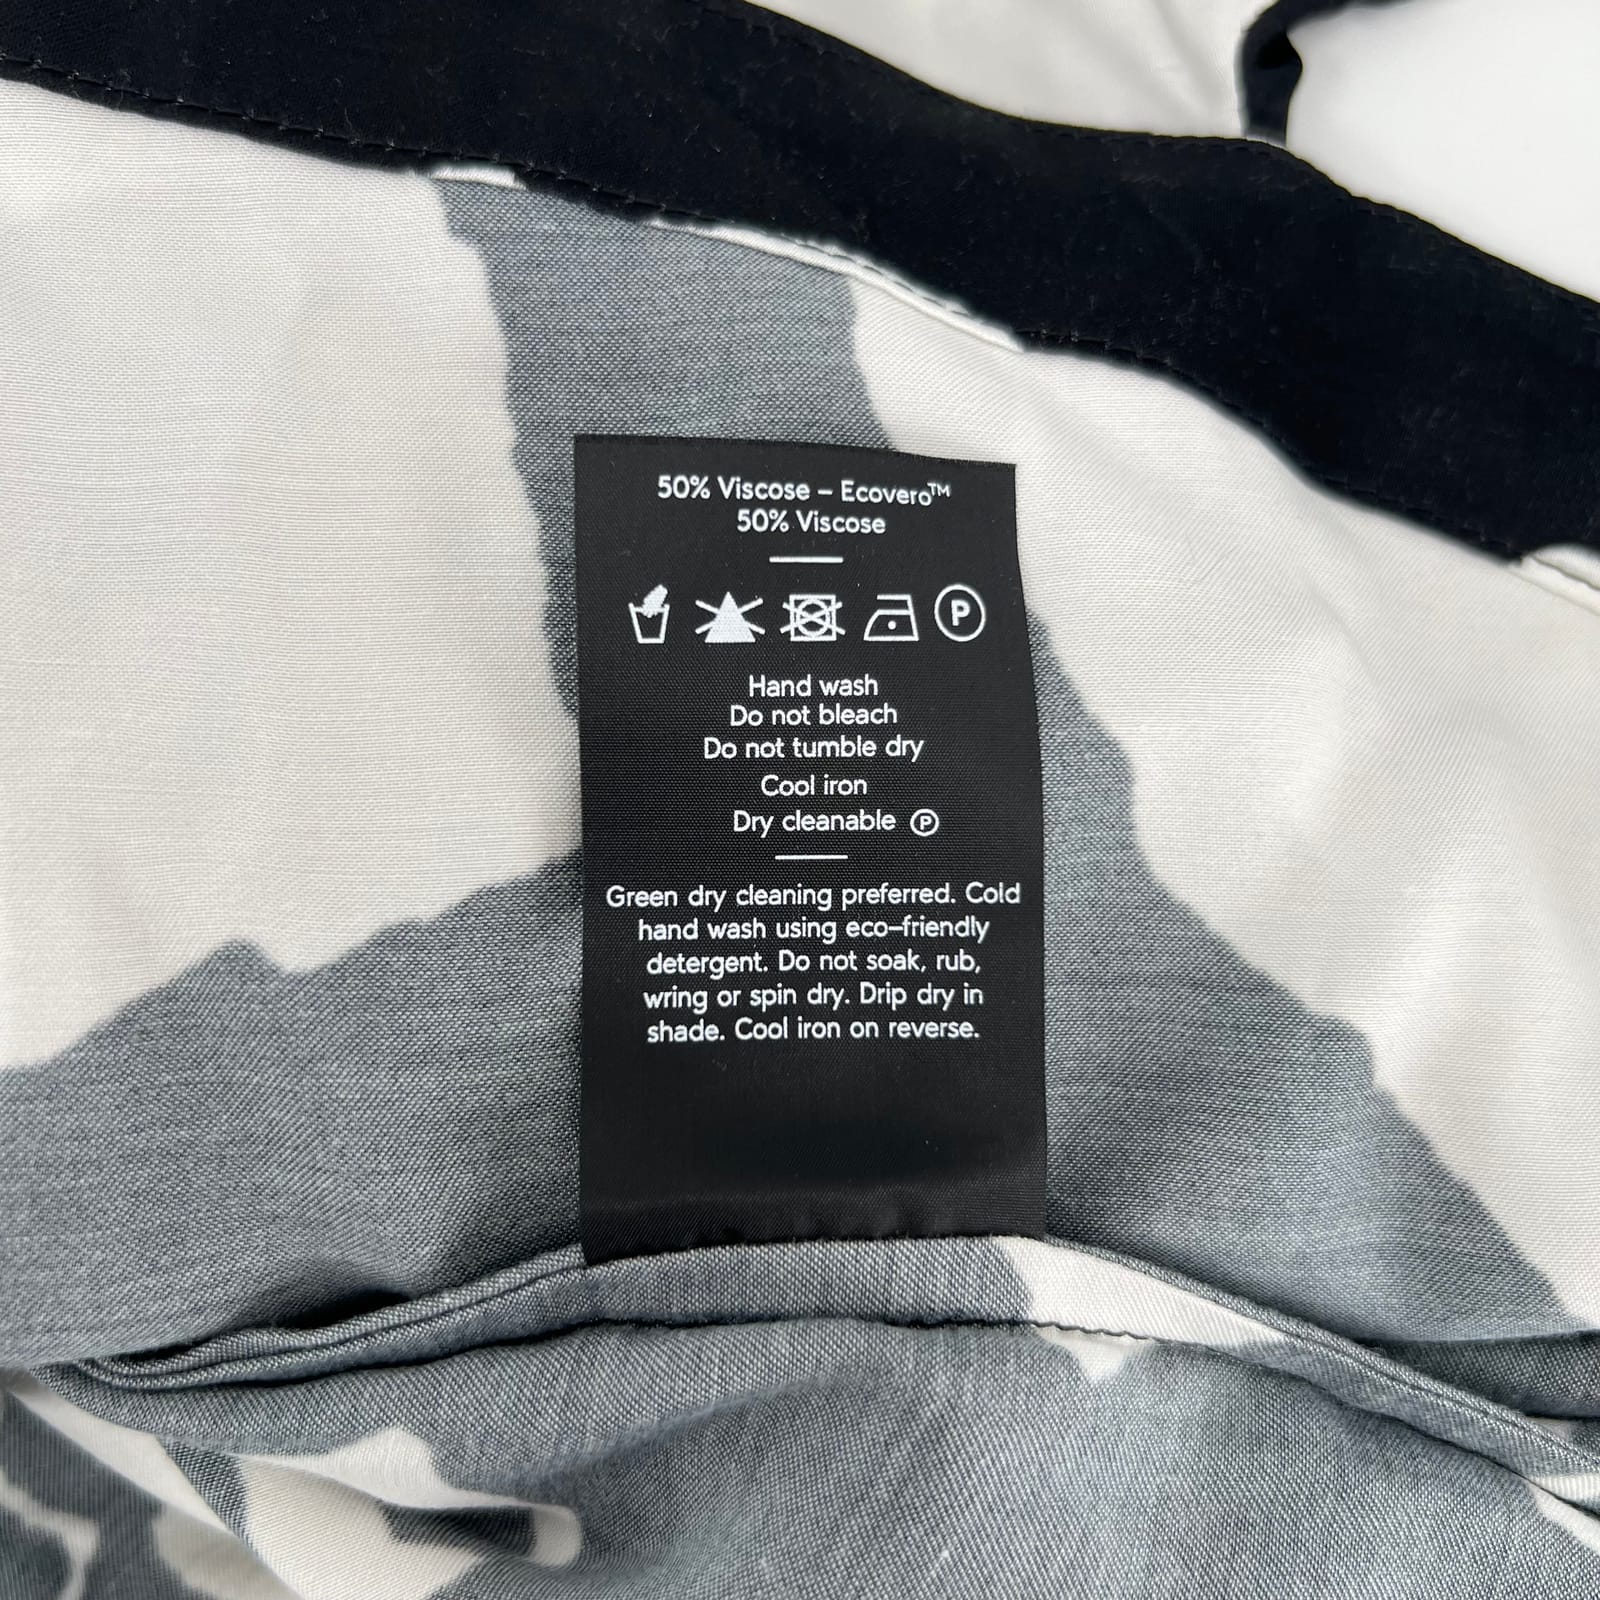 50% Viscose – Ecovero™
50% Viscose
P
Hand wash
Do not bleach
Do not tumble dry
Cool iron
Dry cleanable Ⓟ
Green dry cleaning preferred. Cold
hand wash using eco–friendly
detergent. Do not soak, rub,
wring or spin dry. Drip dry in
shade. Cool iron on reverse.